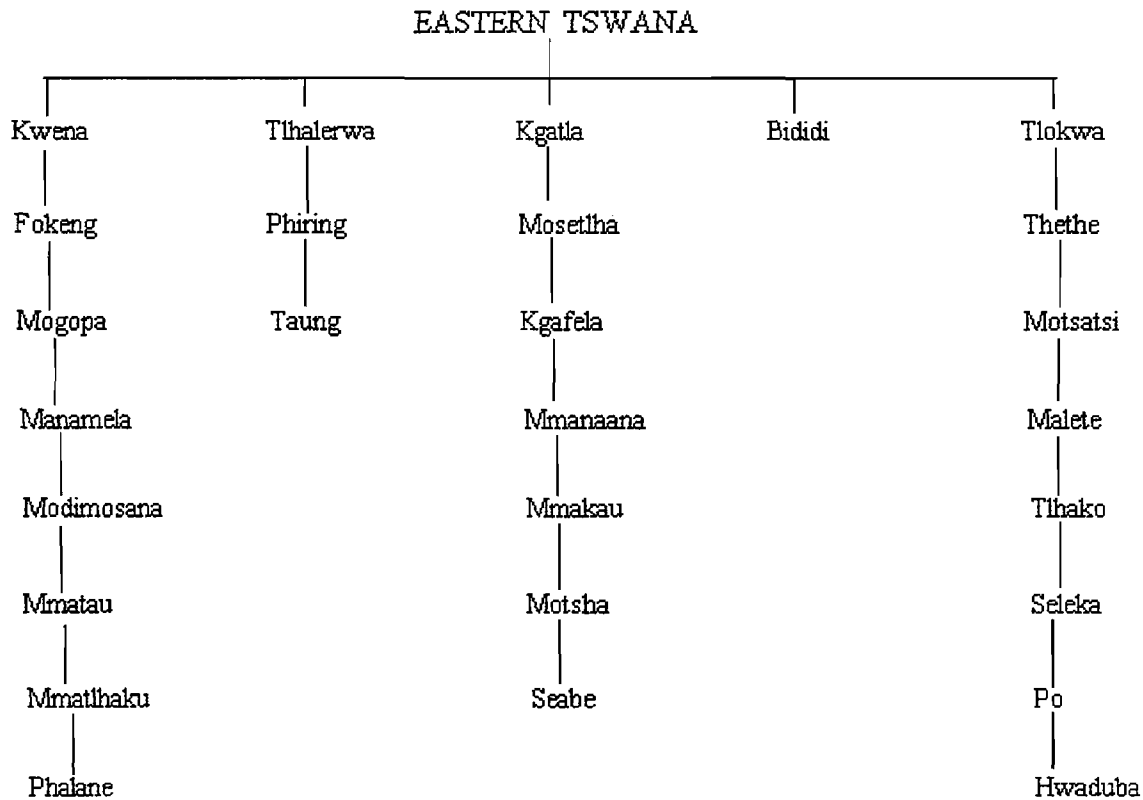 EASTERN TSWANA
Kwena Tlhalerwa Kgatla Bididi Tlokwa
Fokeng Phiring Mosetlha Thethe
Mogopa Taung Kgafela Motsatsi
Manamela Mmanaana Malete
Modimosana Mmakau Tlhako
Mmatau Motsha Seleka
Mmatlhaku Seabe Po
Phalane Hwaduba